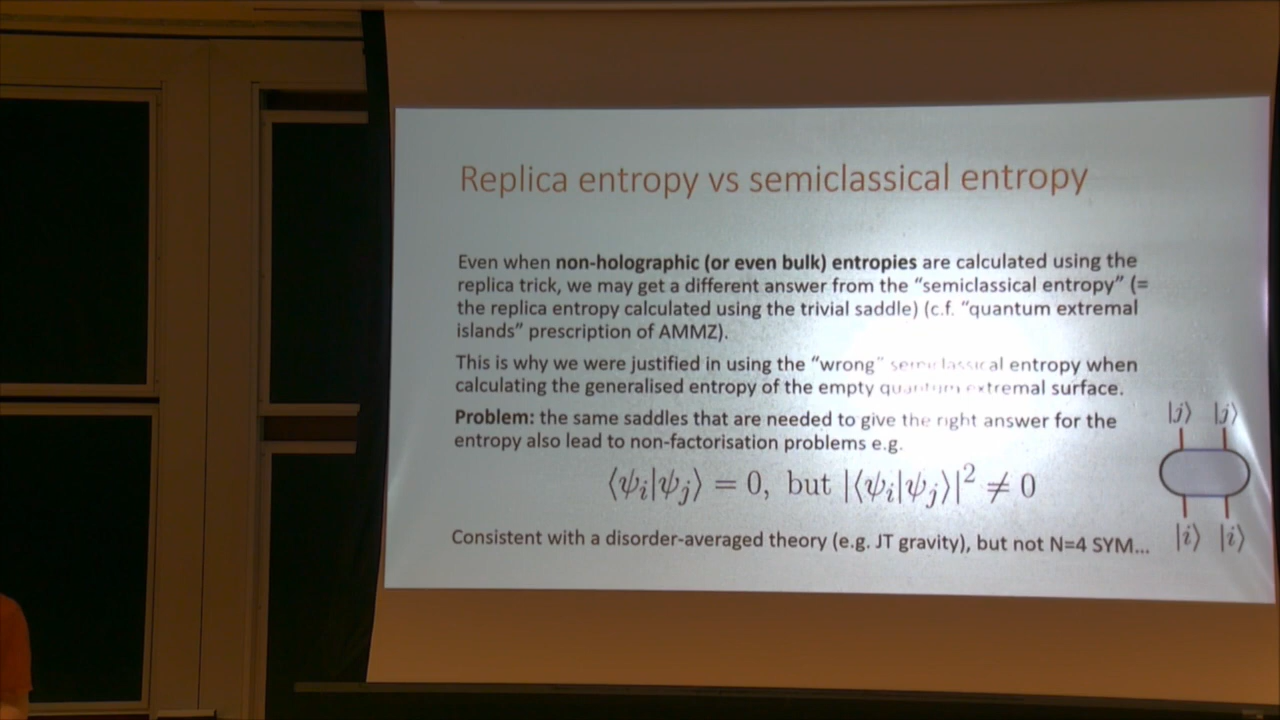 Replica entropy vs semiclassical entropy
Even when non-holographic (or even bulk) entropies are calculated using the
replica trick, we may get a different answer from the “semiclassical entropy” (=
the replica entropy calculated using the trivial saddle) (c.f. “quantum extremal
islands” prescription of AMMZ).
This is why we were justified in using the “wrong” semiclassical entropy when
calculating the generalised entropy of the empty quantum extremal surface.
Problem: the same saddles that are needed to give the right answer for the
entropy also lead to non-factorisation problems e.g.
|j⟩ |j⟩
⟨ψᵢ|ψⱼ⟩ = 0, but |⟨ψᵢ|ψⱼ⟩|² ≠ 0
Consistent with a disorder-averaged theory (e.g. JT gravity), but not N=4 SYM...
|i⟩ |i⟩